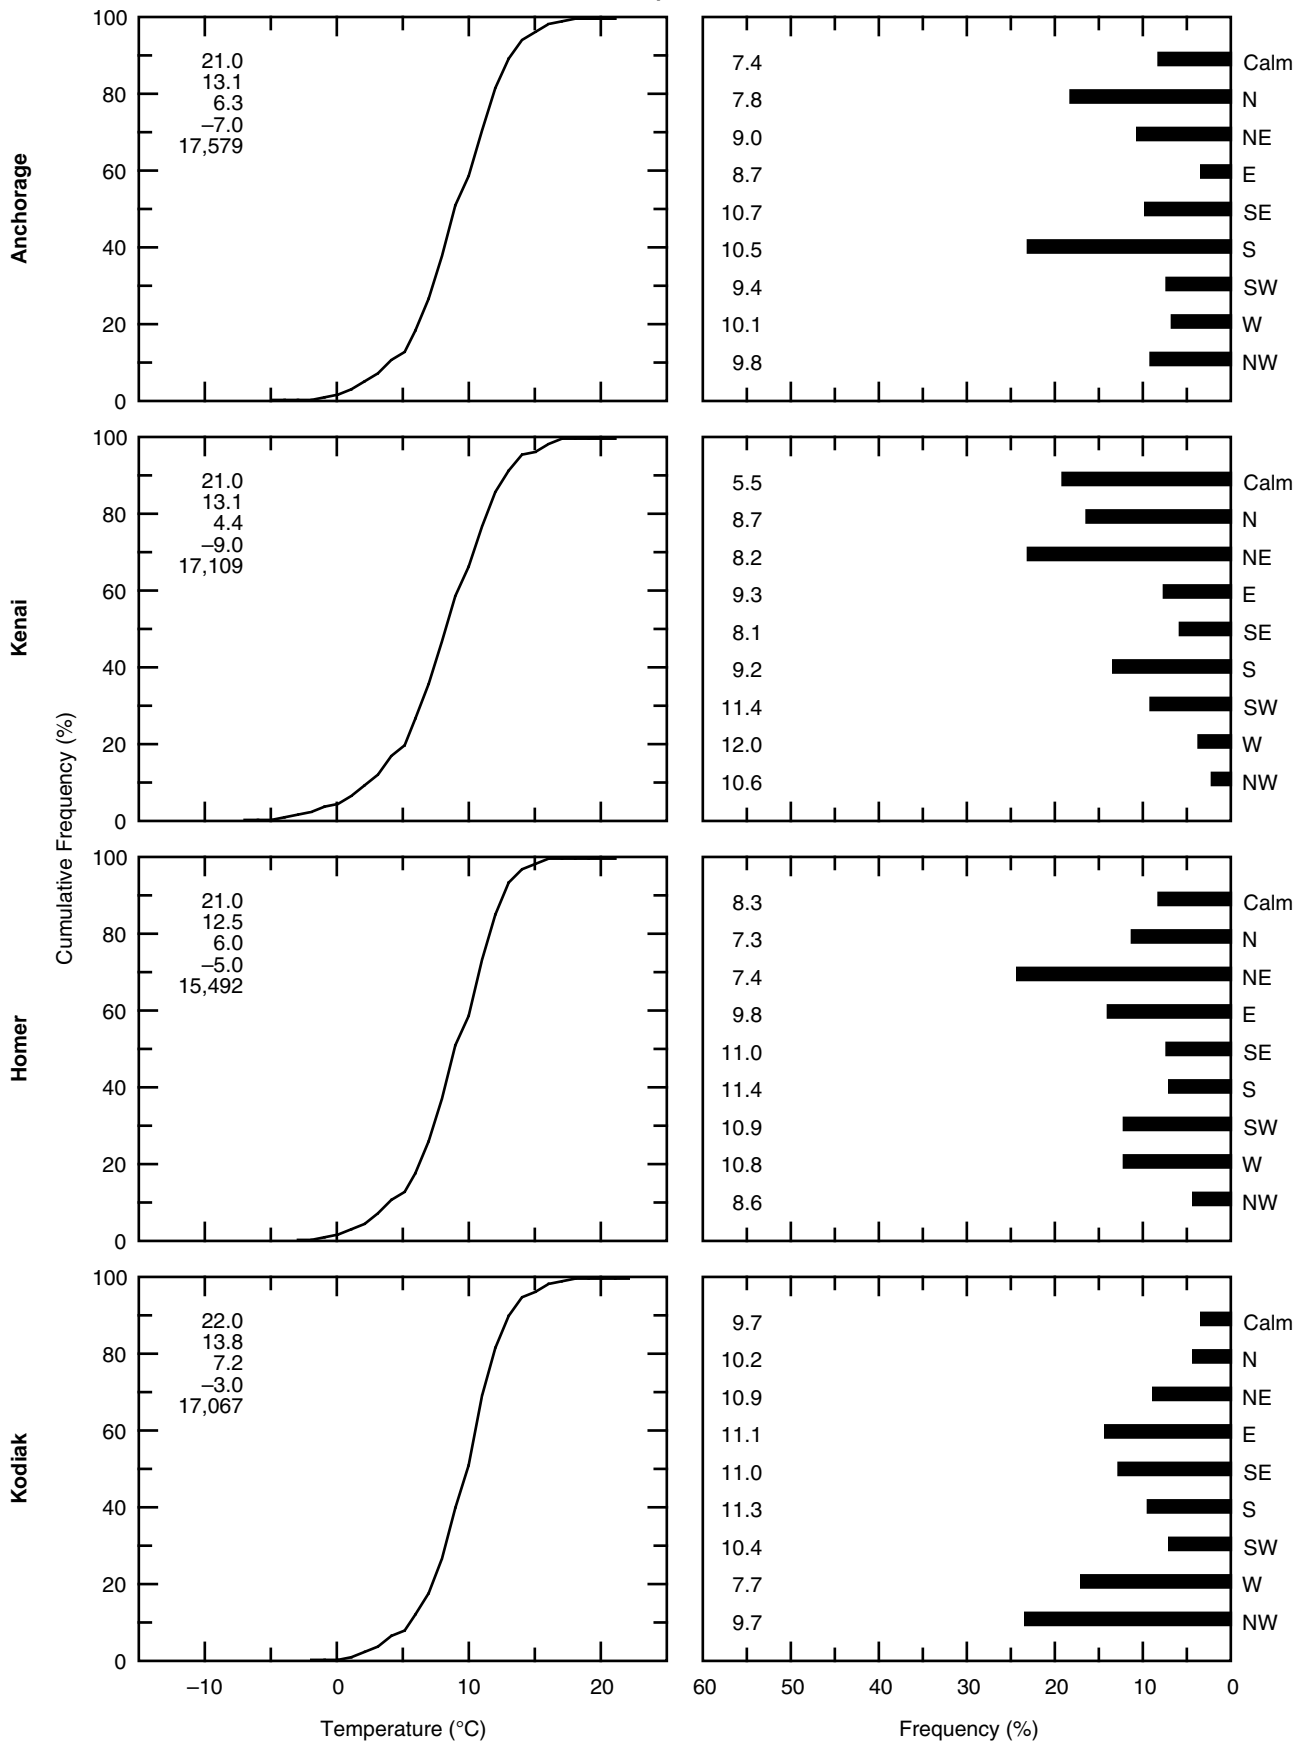 Anchorage
100
80
60
40
20
0
21.0
13.1
6.3
–7.0
17,579
7.4 Calm
7.8 N
9.0 NE
8.7 E
10.7 SE
10.5 S
9.4 SW
10.1 W
9.8 NW
Kenai
100
80
60
40
20
0
21.0
13.1
4.4
–9.0
17,109
5.5 Calm
8.7 N
8.2 NE
9.3 E
8.1 SE
9.2 S
11.4 SW
12.0 W
10.6 NW
Cumulative Frequency (%)
Homer
100
80
60
40
20
0
21.0
12.5
6.0
–5.0
15,492
8.3 Calm
7.3 N
7.4 NE
9.8 E
11.0 SE
11.4 S
10.9 SW
10.8 W
8.6 NW
Kodiak
100
80
60
40
20
0
22.0
13.8
7.2
–3.0
17,067
9.7 Calm
10.2 N
10.9 NE
11.1 E
11.0 SE
11.3 S
10.4 SW
7.7 W
9.7 NW
–10 0 10 20
Temperature (°C)
60 50 40 30 20 10 0
Frequency (%)